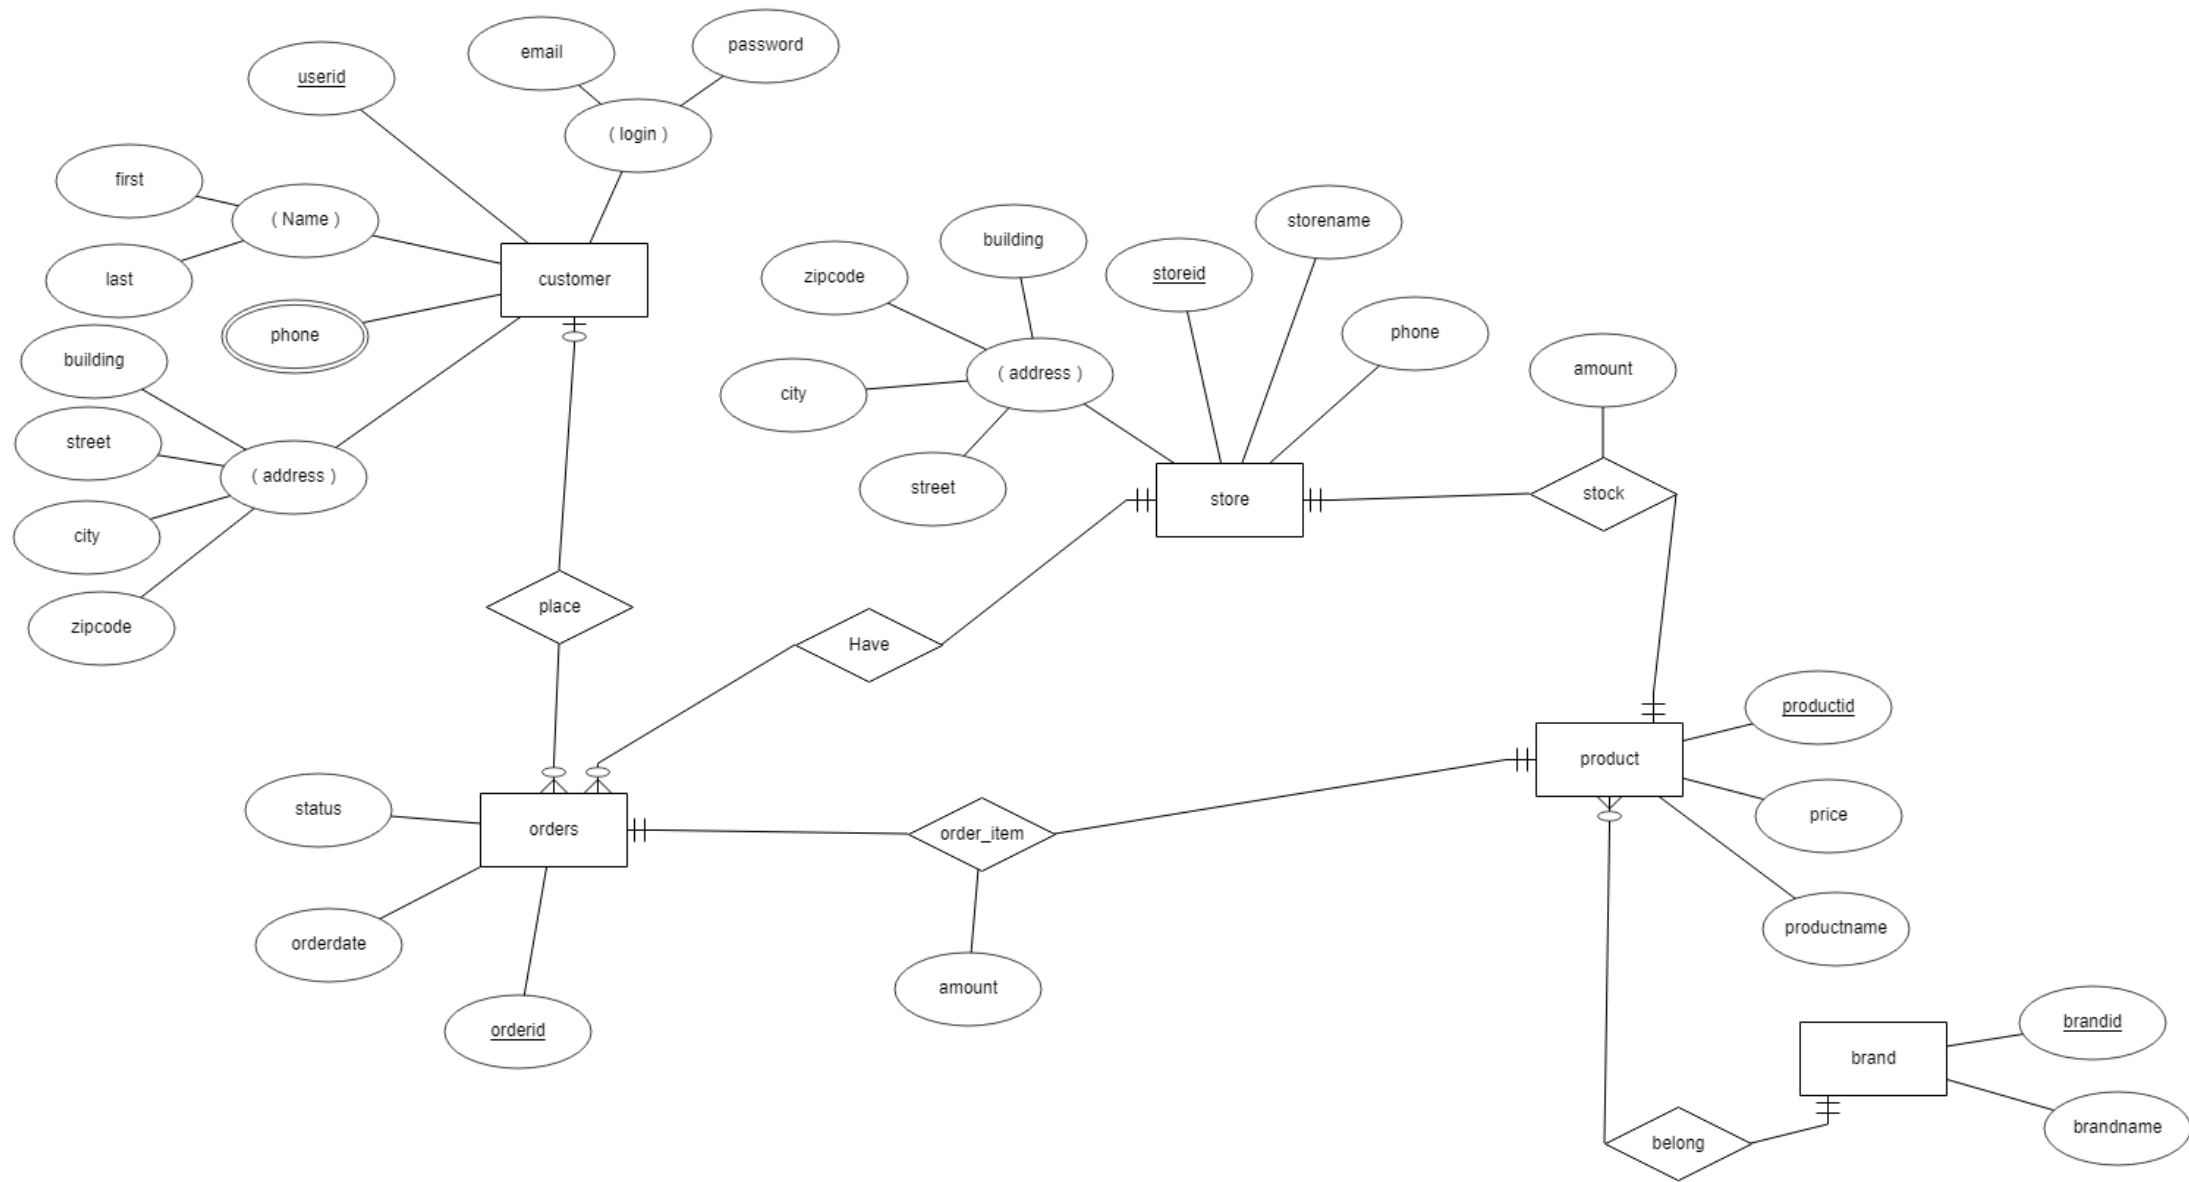 password
email
userid
( login )
first
( Name )
last
customer
phone
building
street
( address )
city
zipcode
storename
building
storeid
zipcode
phone
( address )
city
amount
street
store
stock
place
Have
productid
product
price
productname
status
orders
order_item
orderdate
amount
orderid
brandid
brand
brandname
belong